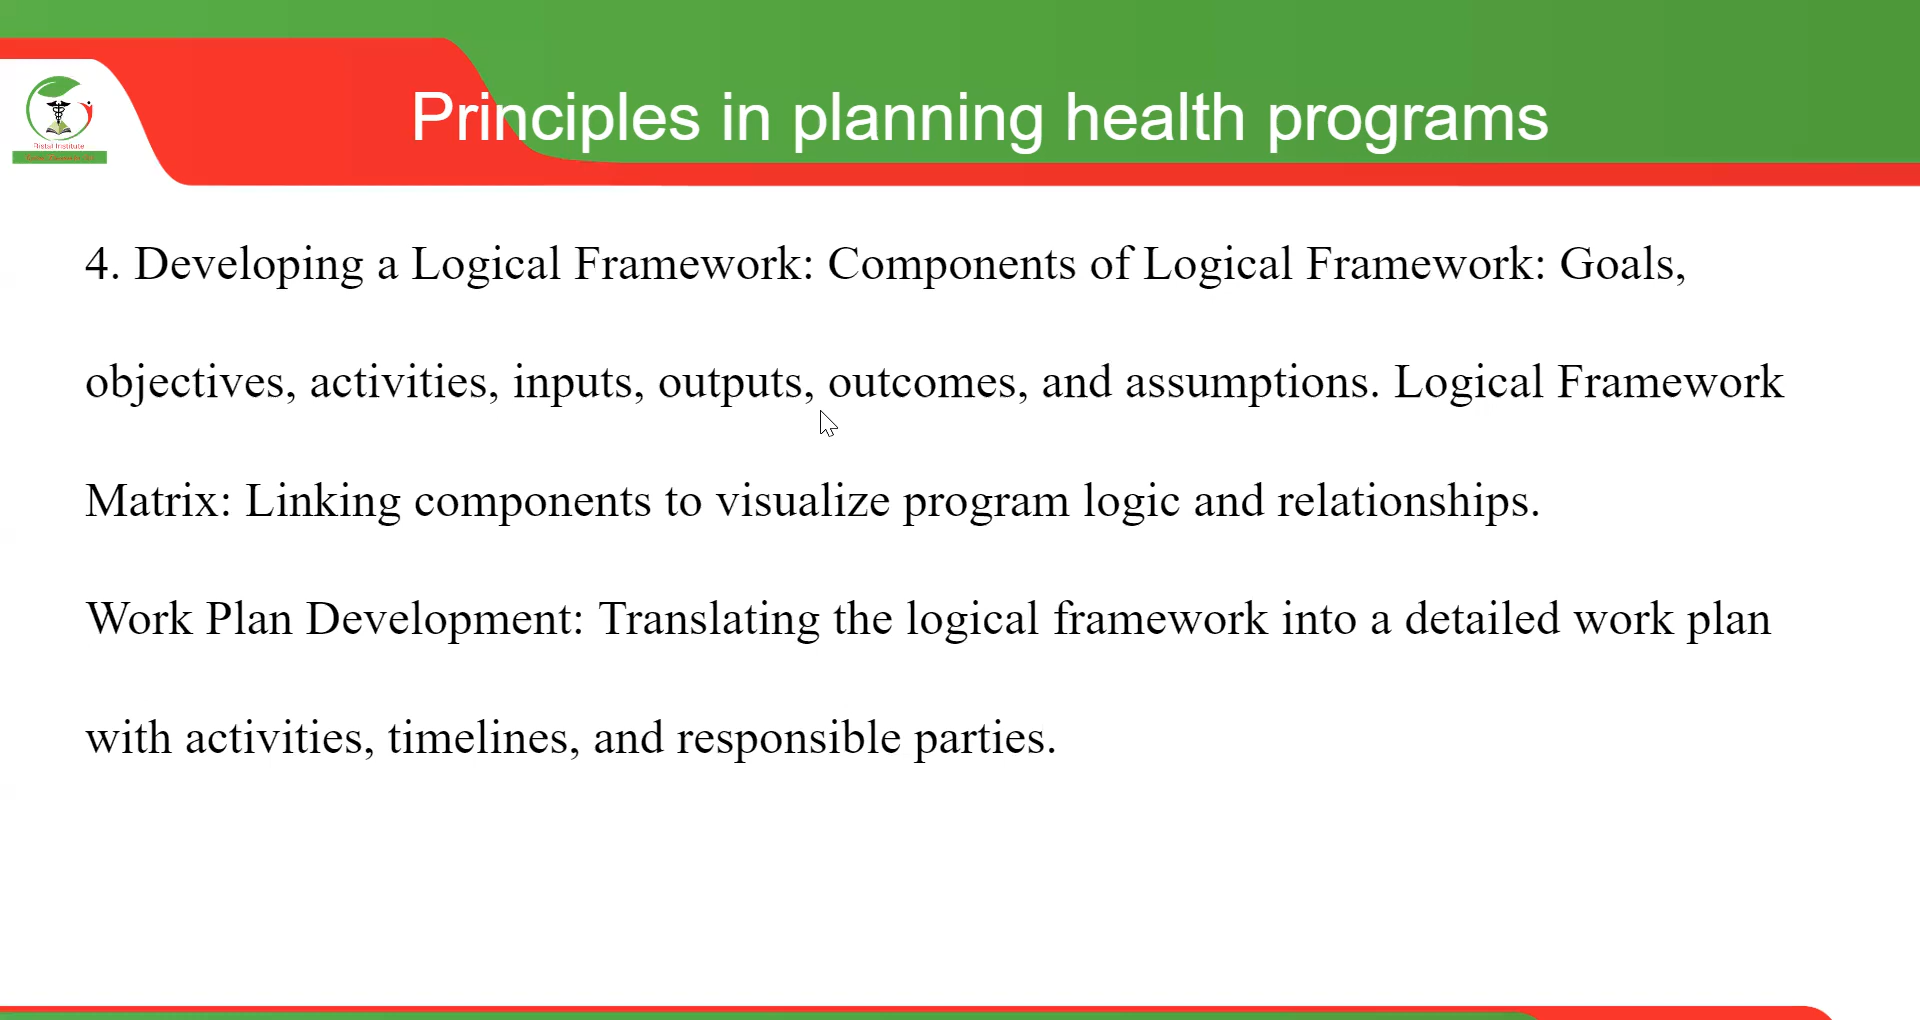 Principles in planning health programs
4. Developing a Logical Framework: Components of Logical Framework: Goals,
objectives, activities, inputs, outputs, outcomes, and assumptions. Logical Framework
Matrix: Linking components to visualize program logic and relationships.
Work Plan Development: Translating the logical framework into a detailed work plan
with activities, timelines, and responsible parties.
Institute